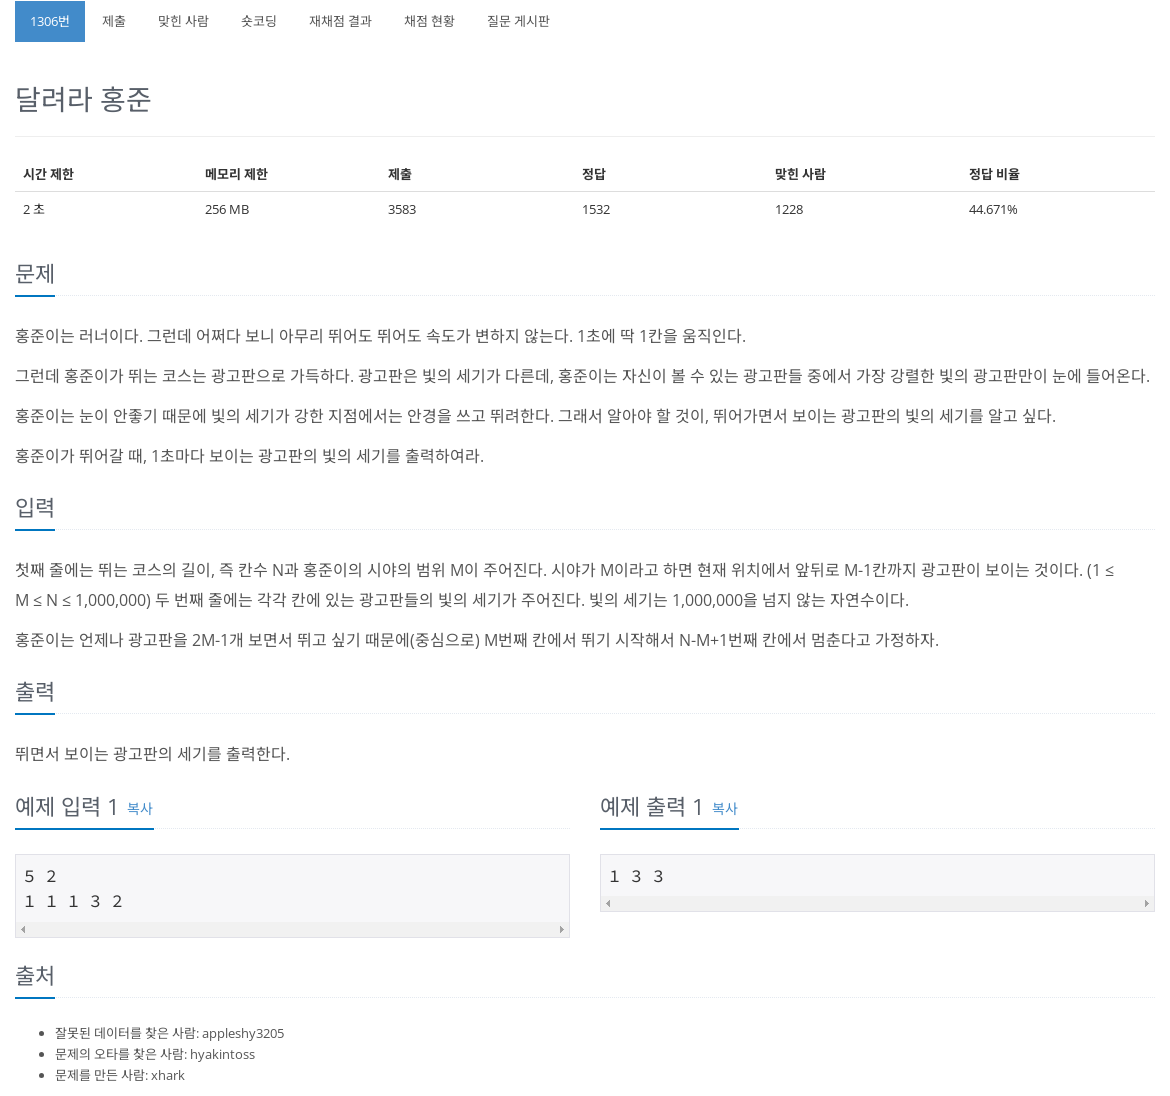 1306번 제출 맞힌 사람 숏코딩 재채점 결과 채점 현황 질문 게시판
달려라 홍준
시간 제한 메모리 제한 제출 정답 맞힌 사람 정답 비율
2 초 256 MB 3583 1532 1228 44.671%
문제
홍준이는 러너이다. 그런데 어쩌다 보니 아무리 뛰어도 뛰어도 속도가 변하지 않는다. 1초에 딱 1칸을 움직인다.
그런데 홍준이가 뛰는 코스는 광고판으로 가득하다. 광고판은 빛의 세기가 다른데, 홍준이는 자신이 볼 수 있는 광고판들 중에서 가장 강렬한 빛의 광고판만이 눈에 들어온다.
홍준이는 눈이 안좋기 때문에 빛의 세기가 강한 지점에서는 안경을 쓰고 뛰려한다. 그래서 알아야 할 것이, 뛰어가면서 보이는 광고판의 빛의 세기를 알고 싶다.
홍준이가 뛰어갈 때, 1초마다 보이는 광고판의 빛의 세기를 출력하여라.
입력
첫째 줄에는 뛰는 코스의 길이, 즉 칸수 N과 홍준이의 시야의 범위 M이 주어진다. 시야가 M이라고 하면 현재 위치에서 앞뒤로 M-1칸까지 광고판이 보이는 것이다. (1 ≤
M ≤ N ≤ 1,000,000) 두 번째 줄에는 각각 칸에 있는 광고판들의 빛의 세기가 주어진다. 빛의 세기는 1,000,000을 넘지 않는 자연수이다.
홍준이는 언제나 광고판을 2M-1개 보면서 뛰고 싶기 때문에(중심으로) M번째 칸에서 뛰기 시작해서 N-M+1번째 칸에서 멈춘다고 가정하자.
출력
뛰면서 보이는 광고판의 세기를 출력한다.
예제 입력 1 복사
5 2
1 1 1 3 2
예제 출력 1 복사
1 3 3
출처
잘못된 데이터를 찾은 사람: appleshy3205
문제의 오타를 찾은 사람: hyakintoss
문제를 만든 사람: xhark